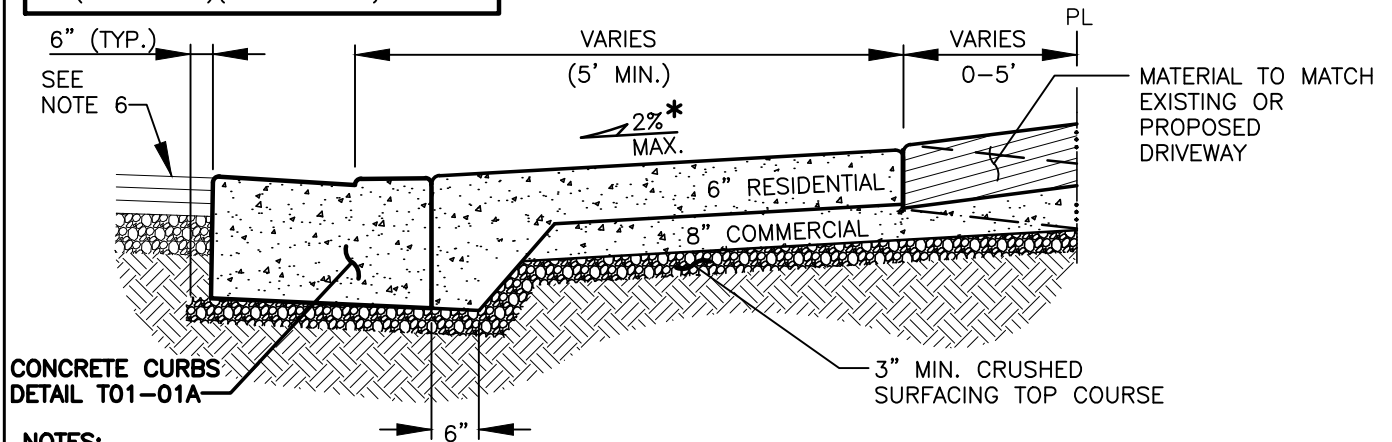 PL
6” (TYP.)
VARIES
(5' MIN.)
VARIES
0–5'
SEE
NOTE 6
MATERIAL TO MATCH
EXISTING OR
PROPOSED
DRIVEWAY
2%*
MAX.
6” RESIDENTIAL
8” COMMERCIAL
CONCRETE CURBS
DETAIL T01–01A
3” MIN. CRUSHED
SURFACING TOP COURSE
6”
NOTES: